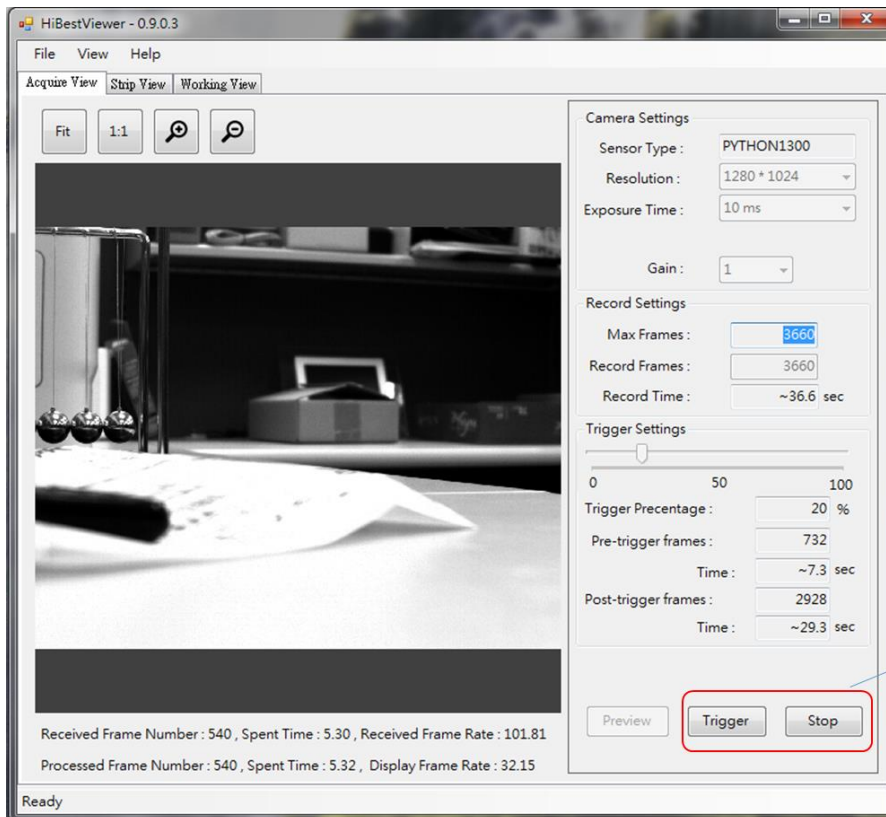 HiBestViewer - 0.9.0.3
File View Help
Acquire View Strip View Working View
Fit 1:1
Camera Settings
Sensor Type : PYTHON1300
Resolution : 1280 * 1024
Exposure Time : 10 ms
Gain : 1
Record Settings
Max Frames : 3660
Record Frames : 3660
Record Time : ~36.6 sec
Trigger Settings
0 50 100
Trigger Precentage : 20 %
Pre-trigger frames : 732
Time : ~7.3 sec
Post-trigger frames : 2928
Time : ~29.3 sec
Preview Trigger Stop
Received Frame Number : 540 , Spent Time : 5.30 , Received Frame Rate : 101.81
Processed Frame Number : 540 , Spent Time : 5.32 , Display Frame Rate : 32.15
Ready